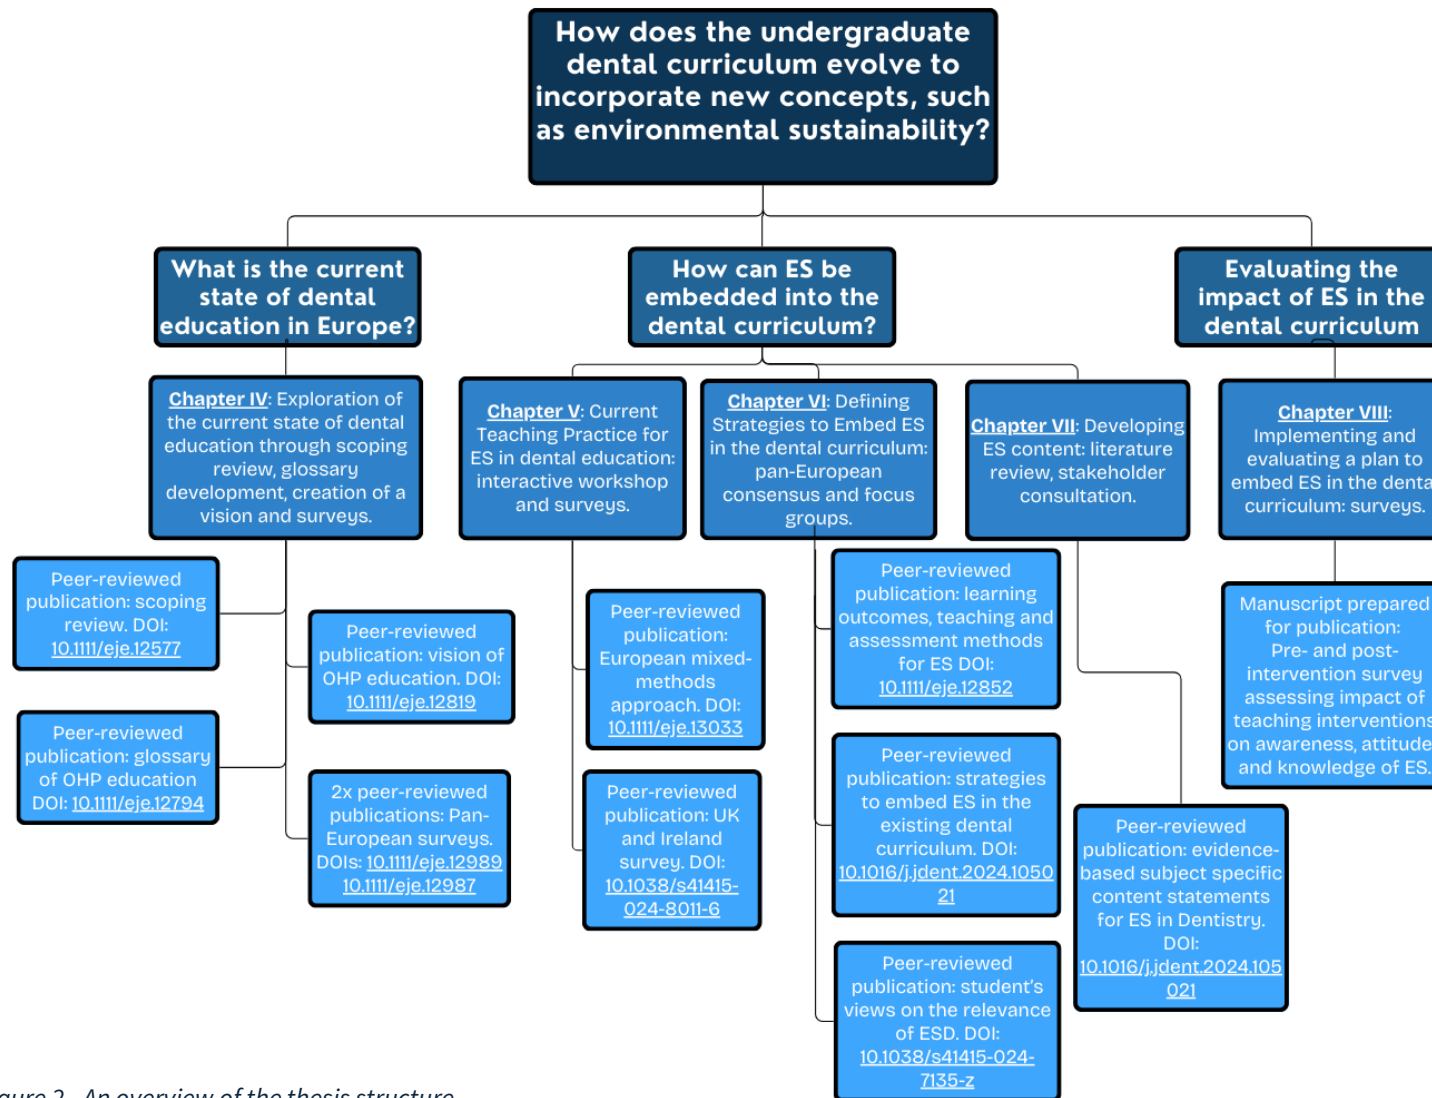 How does the undergraduate
dental curriculum evolve to
incorporate new concepts, such
as environmental sustainability?
What is the current
state of dental
education in Europe?
How can ES be
embedded into the
dental curriculum?
Evaluating the
impact of ES in the
dental curriculum
Chapter IV: Exploration of
the current state of dental
education through scoping
review, glossary
development, creation of a
vision and surveys.
Chapter V: Current
Teaching Practice for
ES in dental education:
interactive workshop
and surveys.
Chapter VI: Defining
Strategies to Embed ES
in the dental curriculum:
pan-European
consensus and focus
groups.
Chapter VII: Developing
ES content: literature
review, stakeholder
consultation.
Chapter VIII:
Implementing and
evaluating a plan to
embed ES in the denta
curriculum: surveys.
Peer-reviewed
publication: scoping
review. DOI:
10.1111/eje.12577
Peer-reviewed
publication: vision of
OHP education. DOI:
10.1111/eje.12819
Peer-reviewed
publication: glossary
of OHP education
DOI: 10.1111/eje.12794
2x peer-reviewed
publications: Pan-
European surveys.
DOIs: 10.1111/eje.12989
10.1111/eje.12987
Peer-reviewed
publication:
European mixed-
methods
approach. DOI:
10.1111/eje.13033
Peer-reviewed
publication: UK
and Ireland
survey. DOI:
10.1038/s41415-
024-8011-6
Peer-reviewed
publication: learning
outcomes, teaching and
assessment methods
for ES DOI:
10.1111/eje.12852
Peer-reviewed
publication: strategies
to embed ES in the
existing dental
curriculum. DOI:
10.1016/j.jdent.2024.1050
21
Peer-reviewed
publication: student's
views on the relevance
of ESD. DOI:
10.1038/s41415-024-
7135-z
Peer-reviewed
publication: evidence-
based subject specific
content statements
for ES in Dentistry.
DOI:
10.1016/j.jdent.2024.105
021
Manuscript prepared
for publication:
Pre- and post-
intervention survey
assessing impact of
teaching interventions
on awareness, attitude
and knowledge of ES.
gure 2 - An overview of the thesis structure